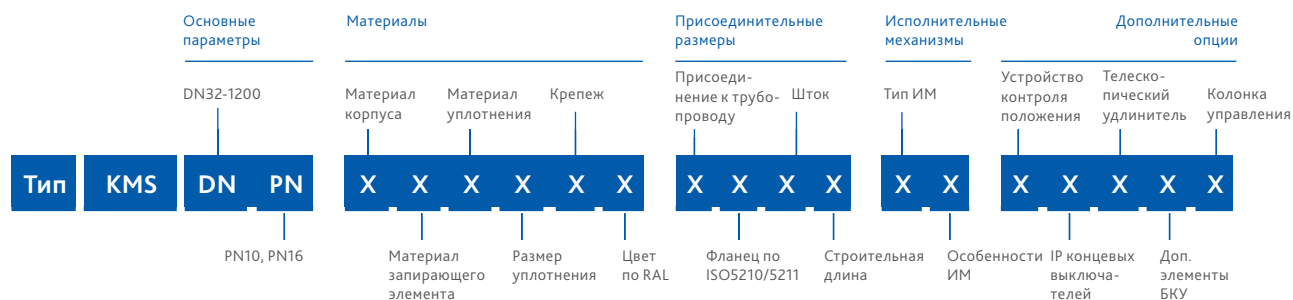 Основные
параметры
Материалы
Присоединительные
размеры
Исполнительные
механизмы
Дополнительные
опции
DN32-1200
Материал
корпуса
Материал
уплотнения
Крепеж
Присоеди-
нение к трубо-
проводу
Шток
Тип ИМ
Устройство
контроля
положения
Телеско-
пический
удлинитель
Колонка
управления
Тип KMS DN PN X X X X X X X X X X X X X X X X X
PN10, PN16
Материал
запирающего
элемента
Размер
уплотнения
Цвет
по RAL
Фланец по
ISO5210/5211
Строительная
длина
Особенности
ИМ
IP концевых
выключа-
телей
Доп.
элементы
БКУ